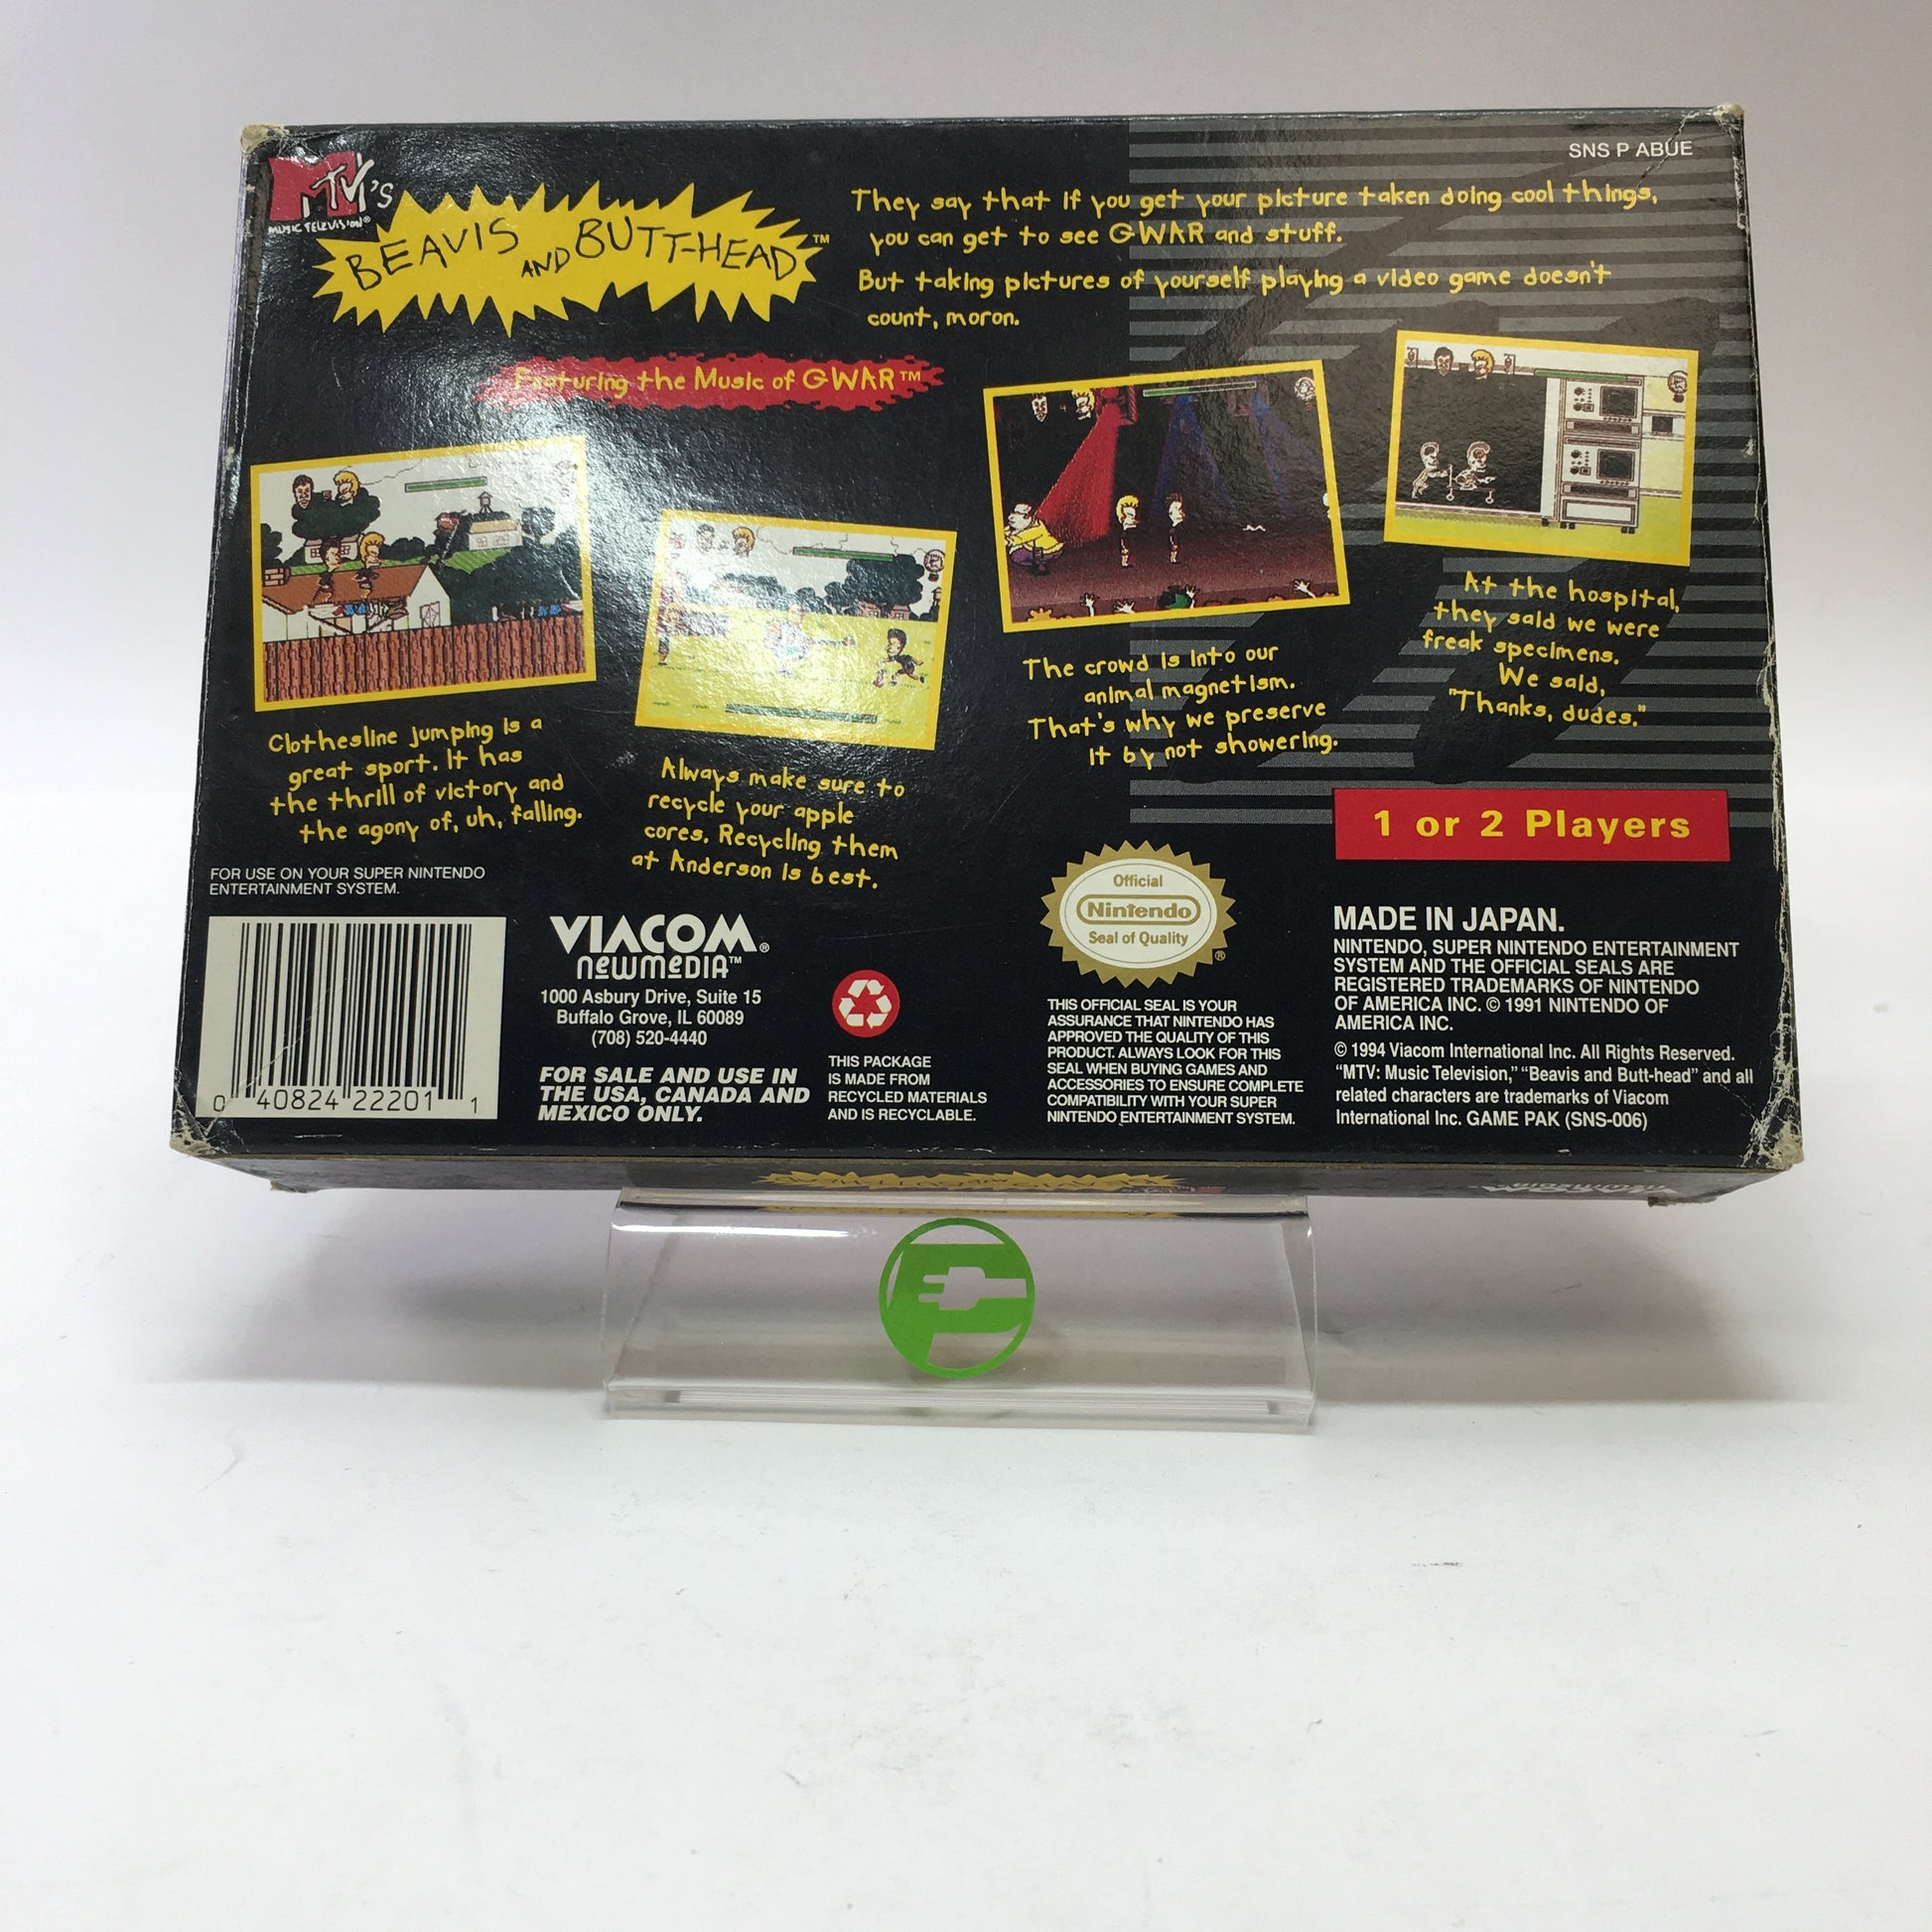 SNS P ABUE
MTV'S
MUSIC TELEVISION®
BEAVIS AND BUTT-HEAD™
They say that if you get your picture taken doing cool things,
you can get to see GWAR and stuff.
But taking pictures of yourself playing a video game doesn't
count, moron.
Featuring the Music of GWAR™
Clothesline jumping is a
great sport. It has
the thrill of victory and
the agony of, uh, falling.
Always make sure to
recycle your apple
cores. Recycling them
at Anderson is best.
The crowd is into our
animal magnetism.
That's why we preserve
it by not showering.
At the hospital,
they said we were
freak specimens.
We said,
"Thanks, dudes."
1 or 2 Players
FOR USE ON YOUR SUPER NINTENDO
ENTERTAINMENT SYSTEM.
0 40824 22201 1
VIACOM®
newmedia™
1000 Asbury Drive, Suite 15
Buffalo Grove, IL 60089
(708) 520-4440
FOR SALE AND USE IN
THE USA, CANADA AND
MEXICO ONLY.
THIS PACKAGE
IS MADE FROM
RECYCLED MATERIALS
AND IS RECYCLABLE.
Official
Nintendo
Seal of Quality
®
THIS OFFICIAL SEAL IS YOUR
ASSURANCE THAT NINTENDO HAS
APPROVED THE QUALITY OF THIS
PRODUCT. ALWAYS LOOK FOR THIS
SEAL WHEN BUYING GAMES AND
ACCESSORIES TO ENSURE COMPLETE
COMPATIBILITY WITH YOUR SUPER
NINTENDO ENTERTAINMENT SYSTEM.
MADE IN JAPAN.
NINTENDO, SUPER NINTENDO ENTERTAINMENT
SYSTEM AND THE OFFICIAL SEALS ARE
REGISTERED TRADEMARKS OF NINTENDO
OF AMERICA INC. © 1991 NINTENDO OF
AMERICA INC.
© 1994 Viacom International Inc. All Rights Reserved.
"MTV: Music Television," "Beavis and Butt-head" and all
related characters are trademarks of Viacom
International Inc. GAME PAK (SNS-006)
VIACOM
newmedia